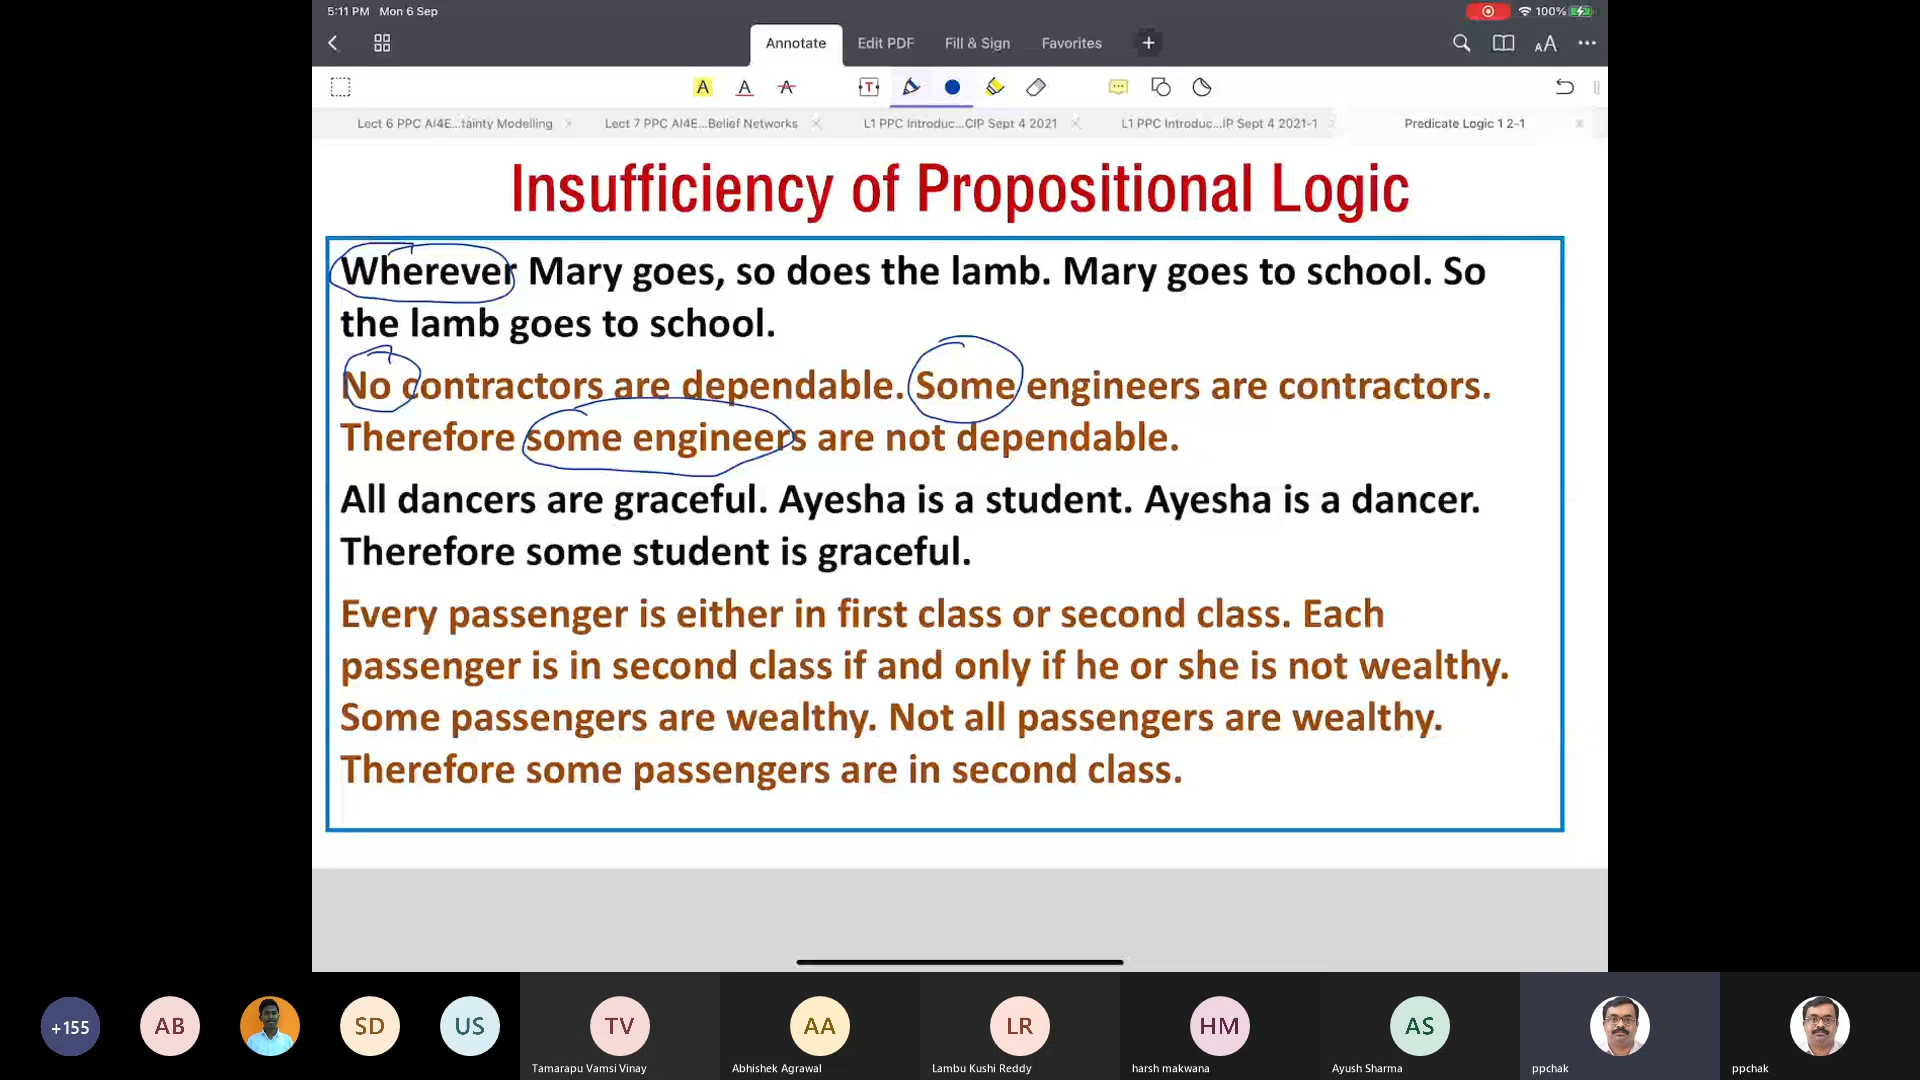 5:11 PM Mon 6 Sep
100%
Annotate Edit PDF Fill & Sign Favorites
Lect 6 PPC AI4E...tainty Modelling Lect 7 PPC AI4E...Belief Networks L1 PPC Introduc...CIP Sept 4 2021 L1 PPC Introduc...IP Sept 4 2021-1 Predicate Logic 1 2-1
Insufficiency of Propositional Logic
Wherever Mary goes, so does the lamb. Mary goes to school. So
the lamb goes to school.
No contractors are dependable. Some engineers are contractors.
Therefore some engineers are not dependable.
All dancers are graceful. Ayesha is a student. Ayesha is a dancer.
Therefore some student is graceful.
Every passenger is either in first class or second class. Each
passenger is in second class if and only if he or she is not wealthy.
Some passengers are wealthy. Not all passengers are wealthy.
Therefore some passengers are in second class.
+155 AB SD US TV AA LR HM AS
Tamarapu Vamsi Vinay Abhishek Agrawal Lambu Kushi Reddy harsh makwana Ayush Sharma ppchak ppchak